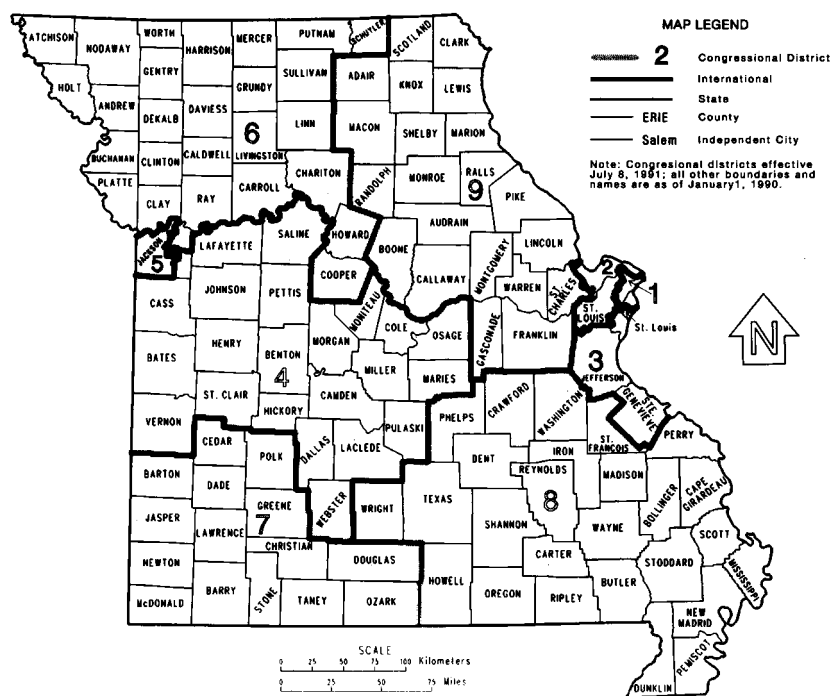 MAP LEGEND
2 Congressional District
International
State
ERIE County
Salem Independent City
Note: Congresional districts effective
July 8, 1991; all other boundaries and
names are as of January1, 1990.
ATCHISON
NODAWAY
WORTH
HARRISON
MERCER
PUTNAM
SCHUYLER
SCOTLAND
CLARK
HOLT
GENTRY
GRUNDY
SULLIVAN
ADAIR
KNOX
LEWIS
ANDREW
DEKALB
DAVIESS
6
LINN
MACON
SHELBY
MARION
BUCHANAN
CLINTON
CALDWELL
LIVINGSTON
CHARITON
RANDOLPH
MONROE
RALLS
9
PLATTE
CLAY
RAY
CARROLL
PIKE
AUDRAIN
JACKSON
5
LAFAYETTE
SALINE
HOWARD
BOONE
CALLAWAY
MONTGOMERY
LINCOLN
WARREN
ST. CHARLES
2
1
ST. LOUIS
St. Louis
CASS
JOHNSON
PETTIS
COOPER
MONITEAU
COLE
OSAGE
GASCONADE
FRANKLIN
3
JEFFERSON
N
BATES
HENRY
BENTON
4
MORGAN
MILLER
MARIES
CAMDEN
CRAWFORD
WASHINGTON
STE. GENEVIEVE
VERNON
ST. CLAIR
HICKORY
PULASKI
PHELPS
ST. FRANCOIS
PERRY
CEDAR
POLK
DALLAS
LACLEDE
DENT
IRON
REYNOLDS
MADISON
BARTON
DADE
GREENE
7
WEBSTER
WRIGHT
TEXAS
8
BOLLINGER
CAPE GIRARDEAU
JASPER
LAWRENCE
CHRISTIAN
SHANNON
WAYNE
SCOTT
NEWTON
DOUGLAS
CARTER
STODDARD
MISSISSIPPI
McDONALD
BARRY
STONE
TANEY
OZARK
HOWELL
OREGON
RIPLEY
BUTLER
NEW MADRID
PEMISCOT
DUNKLIN
SCALE
0 25 50 75 100 Kilometers
0 25 50 75 Miles